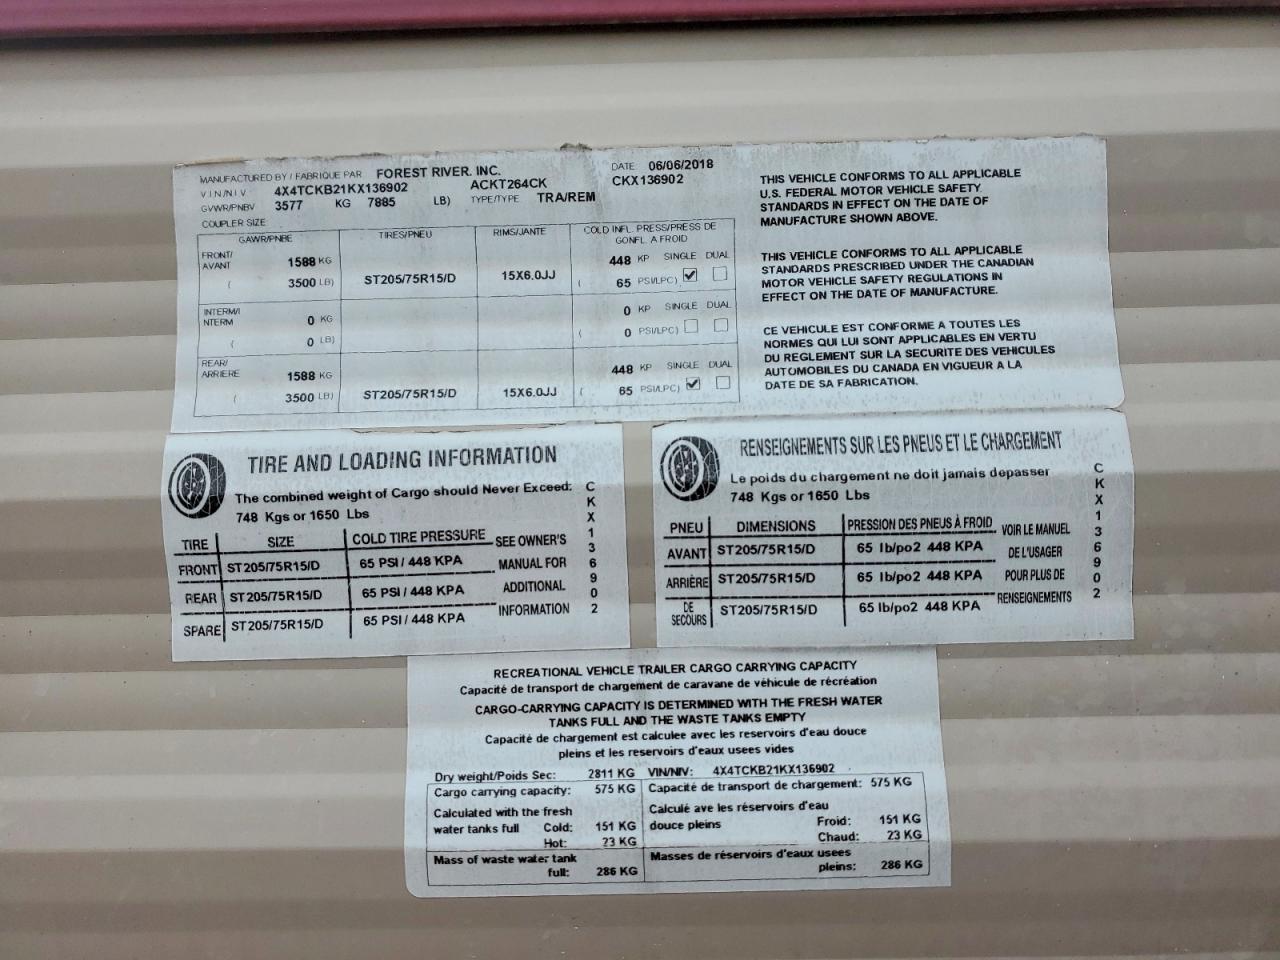 MANUFACTURED BY / FABRIQUE PAR FOREST RIVER. INC. DATE 06/06/2018
VIN/NIV 4X4TCKB21KX136902 ACKT264CK CKX136902
GVWR/PNBV 3577 KG 7885 LB) TYPE/TYPE TRA/REM
COUPLER SIZE
GAWR/PNBE TIRES/PNEU RIMS/JANTE COLD INFL. PRESS/PRESS DE GONFL. A FROID
FRONT/ AVANT 1588 KG 448 KP SINGLE DUAL
( 3500 LB) ST205/75R15/D 15X6.0JJ ( 65 PSI/LPC)
INTERM/I NTERM 0 KG 0 KP SINGLE DUAL
( 0 LB) ( 0 PSI/LPC)
REAR/ ARRIERE 1588 KG 448 KP SINGLE DUAL
( 3500 LB) ST205/75R15/D 15X6.0JJ ( 65 PSI/LPC)
THIS VEHICLE CONFORMS TO ALL APPLICABLE
U.S. FEDERAL MOTOR VEHICLE SAFETY
STANDARDS IN EFFECT ON THE DATE OF
MANUFACTURE SHOWN ABOVE.
THIS VEHICLE CONFORMS TO ALL APPLICABLE
STANDARDS PRESCRIBED UNDER THE CANADIAN
MOTOR VEHICLE SAFETY REGULATIONS IN
EFFECT ON THE DATE OF MANUFACTURE.
CE VEHICULE EST CONFORME A TOUTES LES
NORMES QUI LUI SONT APPLICABLES EN VERTU
DU REGLEMENT SUR LA SECURITE DES VEHICULES
AUTOMOBILES DU CANADA EN VIGUEUR A LA
DATE DE SA FABRICATION.
TIRE AND LOADING INFORMATION
The combined weight of Cargo should Never Exceed:
748 Kgs or 1650 Lbs
TIRE SIZE COLD TIRE PRESSURE
FRONT ST205/75R15/D 65 PSI / 448 KPA
REAR ST205/75R15/D 65 PSI / 448 KPA
SPARE ST205/75R15/D 65 PSI / 448 KPA
SEE OWNER'S
MANUAL FOR
ADDITIONAL
INFORMATION
CKX136902
RENSEIGNEMENTS SUR LES PNEUS ET LE CHARGEMENT
Le poids du chargement ne doit jamais depasser
748 Kgs or 1650 Lbs
PNEU DIMENSIONS PRESSION DES PNEUS À FROID
AVANT ST205/75R15/D 65 lb/po2 448 KPA
ARRIÈRE ST205/75R15/D 65 lb/po2 448 KPA
DE SECOURS ST205/75R15/D 65 lb/po2 448 KPA
VOIR LE MANUEL
DE L'USAGER
POUR PLUS DE
RENSEIGNEMENTS
CKX136902
RECREATIONAL VEHICLE TRAILER CARGO CARRYING CAPACITY
Capacité de transport de chargement de caravane de véhicule de récréation
CARGO-CARRYING CAPACITY IS DETERMINED WITH THE FRESH WATER
TANKS FULL AND THE WASTE TANKS EMPTY
Capacité de chargement est calculee avec les reservoirs d'eau douce
pleins et les reservoirs d'eaux usees vides
Dry weight/Poids Sec: 2811 KG VIN/NIV: 4X4TCKB21KX136902
Cargo carrying capacity: 575 KG
Calculated with the fresh
water tanks full Cold: 151 KG
Hot: 23 KG
Mass of waste water tank
full: 286 KG
Capacité de transport de chargement: 575 KG
Calculé ave les réservoirs d'eau
douce pleins Froid: 151 KG
Chaud: 23 KG
Masses de réservoirs d'eaux usees
pleins: 286 KG